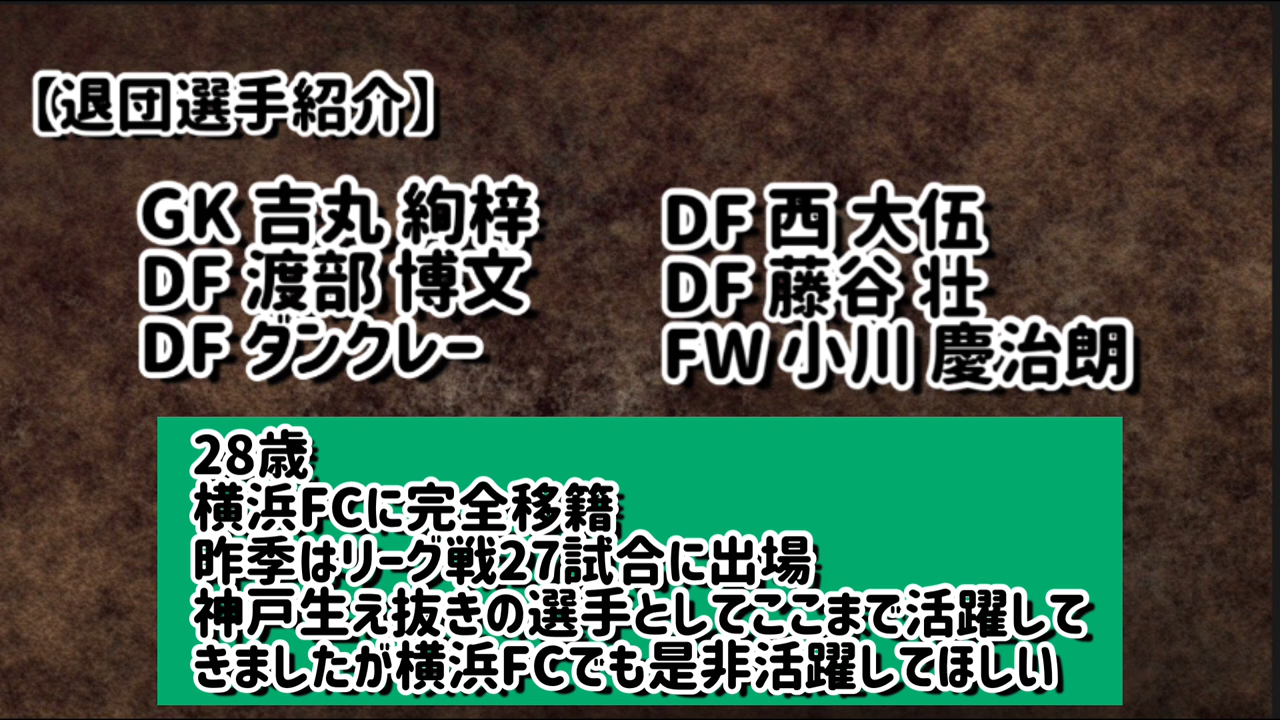 【退団選手紹介】
GK 吉丸 絢梓
DF 渡部 博文
DF ダンクレー
DF 西 大伍
DF 藤谷 壮
FW 小川 慶治朗
28歳
横浜FCに完全移籍
昨季はリーグ戦27試合に出場
神戸生え抜きの選手としてここまで活躍して
きましたが横浜FCでも是非活躍してほしい